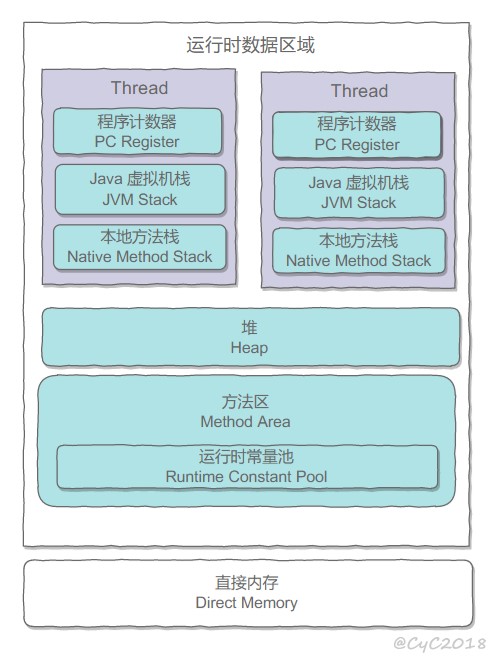 运行时数据区域
Thread
程序计数器
PC Register
Java 虚拟机栈
JVM Stack
本地方法栈
Native Method Stack
Thread
程序计数器
PC Register
Java 虚拟机栈
JVM Stack
本地方法栈
Native Method Stack
堆
Heap
方法区
Method Area
运行时常量池
Runtime Constant Pool
直接内存
Direct Memory
@CyC2018